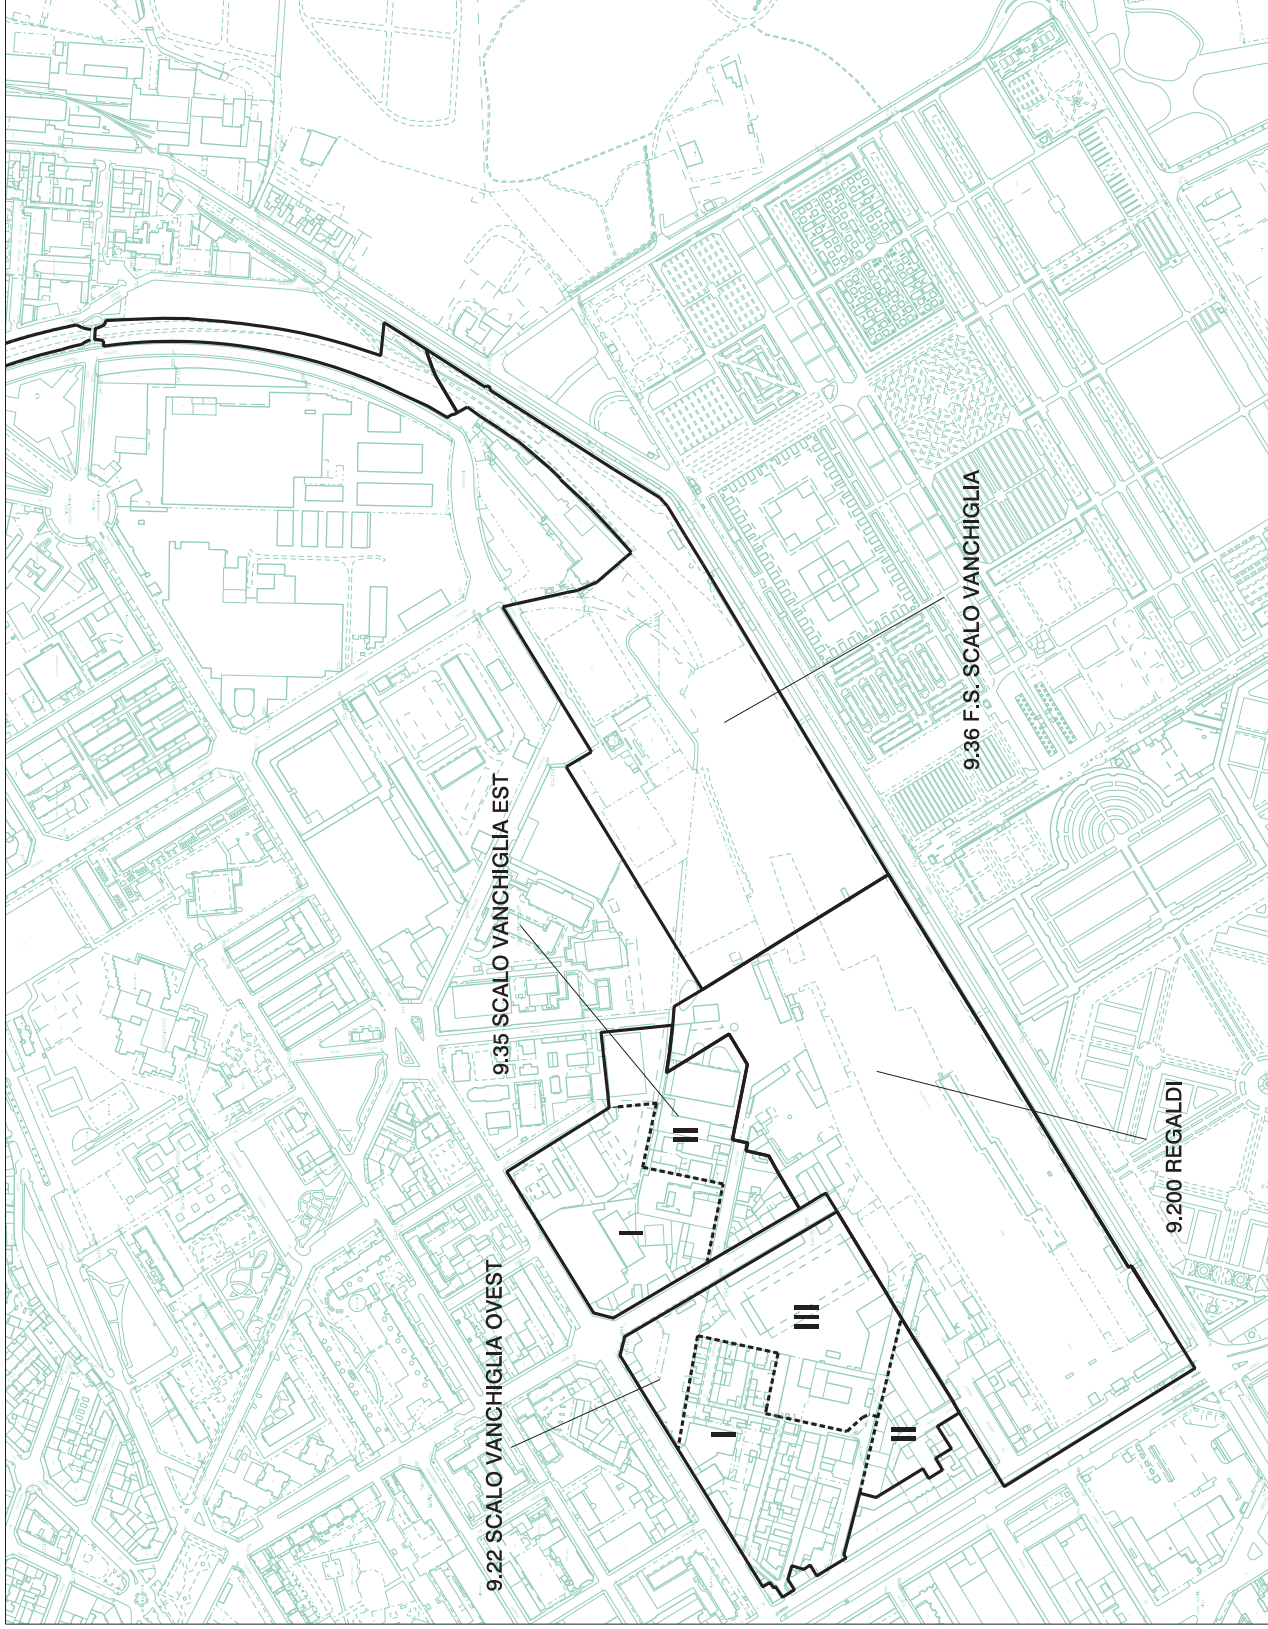 9.22 SCALO VANCHIGLIA OVEST
9.35 SCALO VANCHIGLIA EST
9.36 F.S. SCALO VANCHIGLIA
9.200 REGALDI
I
II
I
II
III